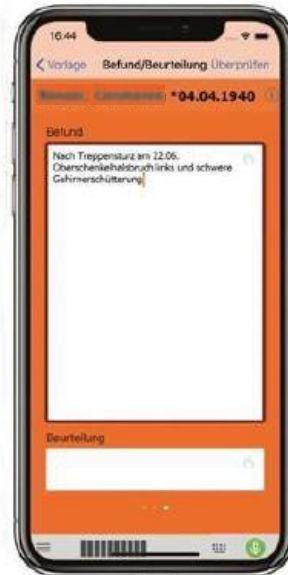 16.44
Vorlage Befund/Beurteilung Überprüfen
*04.04.1940
Befund
Nach Treppensturz am 22.06.
Oberschenkelhalsbruch links und schwere
Gehirnerschütterung
Beurteilung